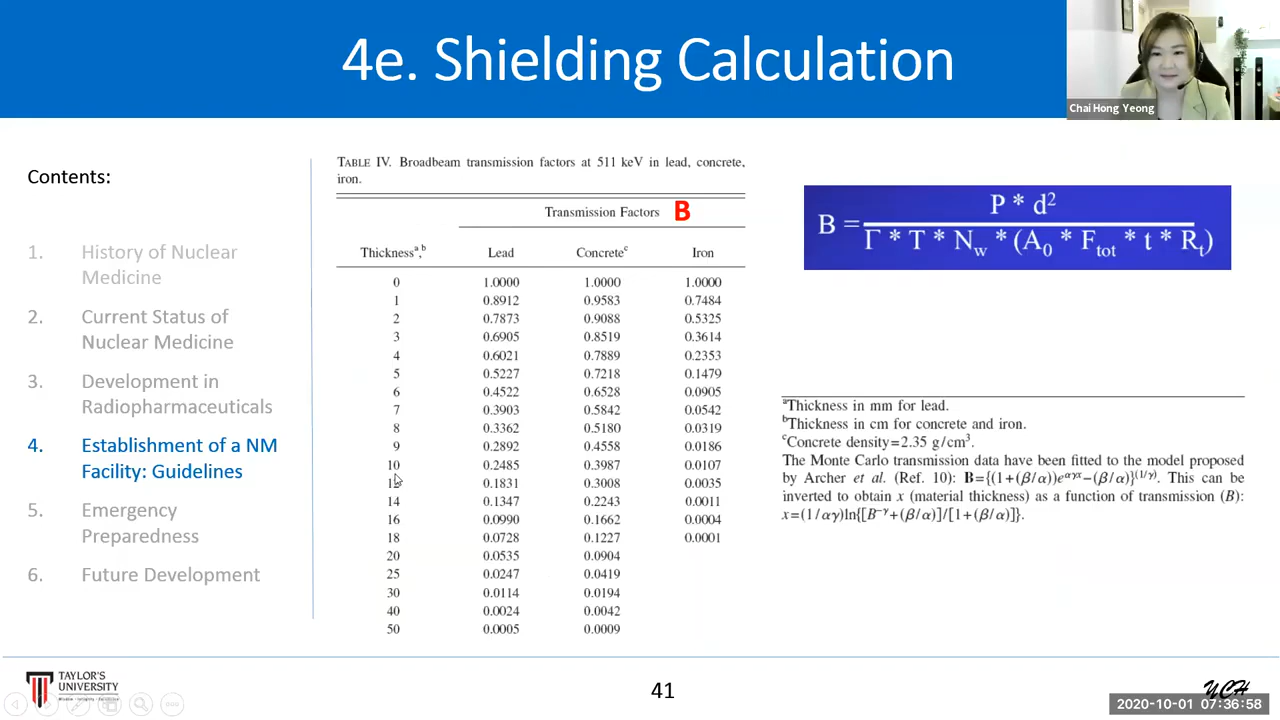 4e. Shielding Calculation
Chai Hong Yeong
Contents:
1. History of Nuclear
Medicine
2. Current Status of
Nuclear Medicine
3. Development in
Radiopharmaceuticals
4. Establishment of a NM
Facility: Guidelines
5. Emergency
Preparedness
6. Future Development
TABLE IV. Broadbeam transmission factors at 511 keV in lead, concrete,
iron.
Transmission Factors B
Thickness^a,b Lead Concrete^c Iron
0 1.0000 1.0000 1.0000
1 0.8912 0.9583 0.7484
2 0.7873 0.9088 0.5325
3 0.6905 0.8519 0.3614
4 0.6021 0.7889 0.2353
5 0.5227 0.7218 0.1479
6 0.4522 0.6528 0.0905
7 0.3903 0.5842 0.0542
8 0.3362 0.5180 0.0319
9 0.2892 0.4558 0.0186
10 0.2485 0.3987 0.0107
0.1831 0.3008 0.0035
14 0.1347 0.2243 0.0011
16 0.0990 0.1662 0.0004
18 0.0728 0.1227 0.0001
20 0.0535 0.0904
25 0.0247 0.0419
30 0.0114 0.0194
40 0.0024 0.0042
50 0.0005 0.0009
B = P * d² / Γ * T * N_w * (A_0 * F_tot * t * R_t)
^aThickness in mm for lead.
^bThickness in cm for concrete and iron.
^cConcrete density=2.35 g/cm³.
The Monte Carlo transmission data have been fitted to the model proposed
by Archer et al. (Ref. 10): B={(1+(β/α))e^αγx−(β/α)}^(1/γ). This can be
inverted to obtain x (material thickness) as a function of transmission (B):
x=(1/αγ)ln{[B^−γ+(β/α)]/[1+(β/α)]}.
TAYLOR'S
UNIVERSITY
41
YCH
2020-10-01 07:36:58